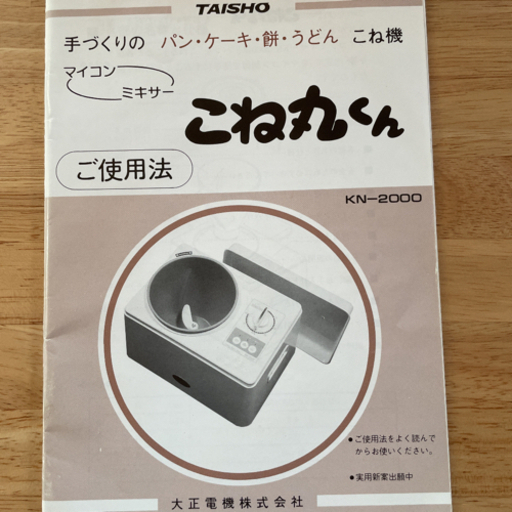 TAISHO
手づくりの パン・ケーキ・餅・うどん こね機
マイコン
ミキサー
こね丸くん
ご使用法
KN-2000
●ご使用法をよく読んで
からお使いください。
●実用新案出願中
大正電機株式会社